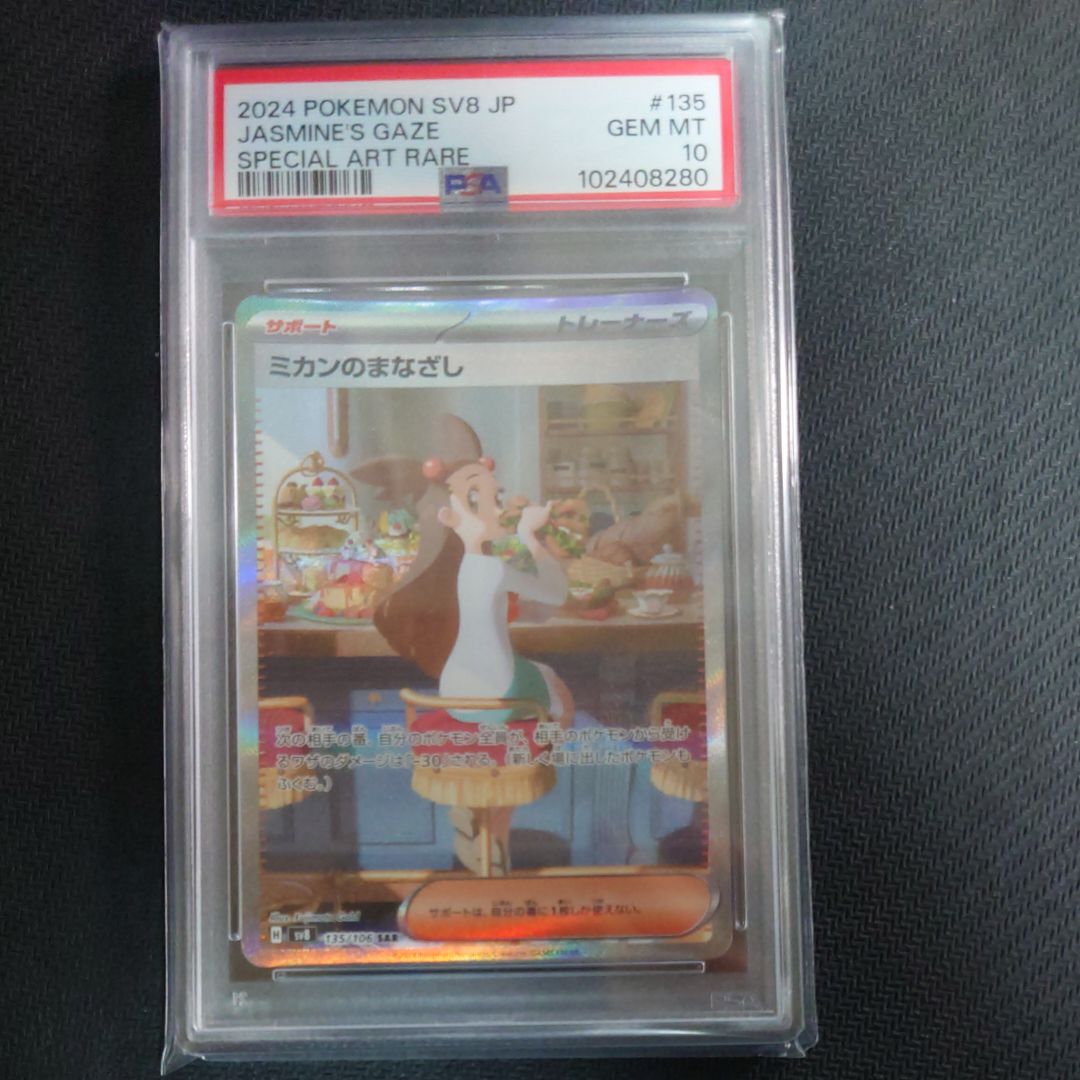 2024 POKEMON SV8 JP #135
JASMINE'S GAZE GEM MT
SPECIAL ART RARE 10
PSA 102408280
サポート トレーナーズ
ミカンのまなざし
次の相手の番、自分のポケモン全員が、相手のポケモンから受け
るワザのダメージは「-30」される。(新しく場に出したポケモンも
ふくむ。)
サポートは、自分の番に1枚しか使えない。
Illus. Fujimoto Gold
H SV8 135/106 SAR
PSA